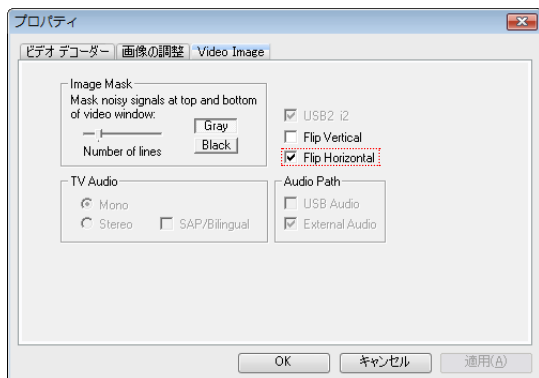 プロパティ
ビデオ デコーダー 画像の調整 Video Image
Image Mask
Mask noisy signals at top and bottom
of video window:
Gray
Black
Number of lines
USB2 i2
Flip Vertical
Flip Horizontal
TV Audio
Mono
Stereo
SAP/Bilingual
Audio Path
USB Audio
External Audio
OK キャンセル 適用(A)